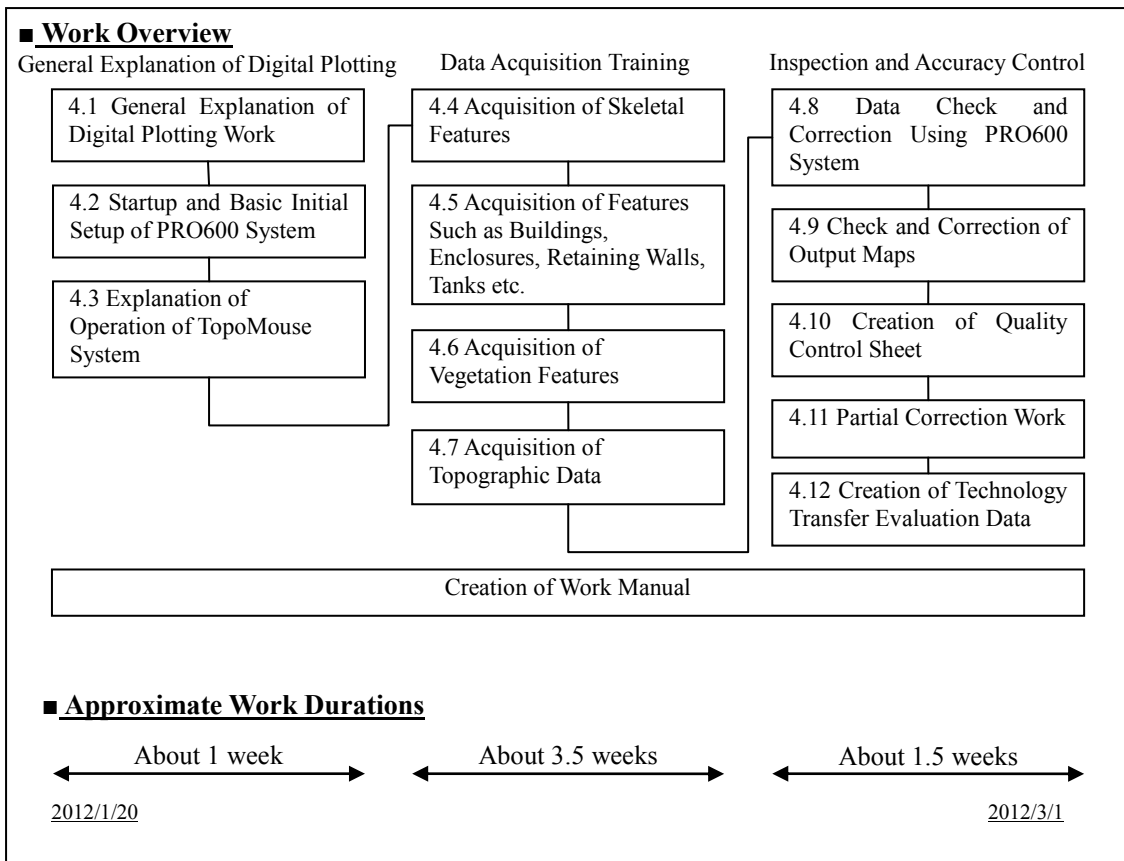 ■ Work Overview
General Explanation of Digital Plotting
4.1 General Explanation of
Digital Plotting Work
4.2 Startup and Basic Initial
Setup of PRO600 System
4.3 Explanation of
Operation of TopoMouse
System
Data Acquisition Training
4.4 Acquisition of Skeletal
Features
4.5 Acquisition of Features
Such as Buildings,
Enclosures, Retaining Walls,
Tanks etc.
4.6 Acquisition of
Vegetation Features
4.7 Acquisition of
Topographic Data
Inspection and Accuracy Control
4.8 Data Check and
Correction Using PRO600
System
4.9 Check and Correction of
Output Maps
4.10 Creation of Quality
Control Sheet
4.11 Partial Correction Work
4.12 Creation of Technology
Transfer Evaluation Data
Creation of Work Manual
■ Approximate Work Durations
About 1 week
About 3.5 weeks
About 1.5 weeks
2012/1/20
2012/3/1